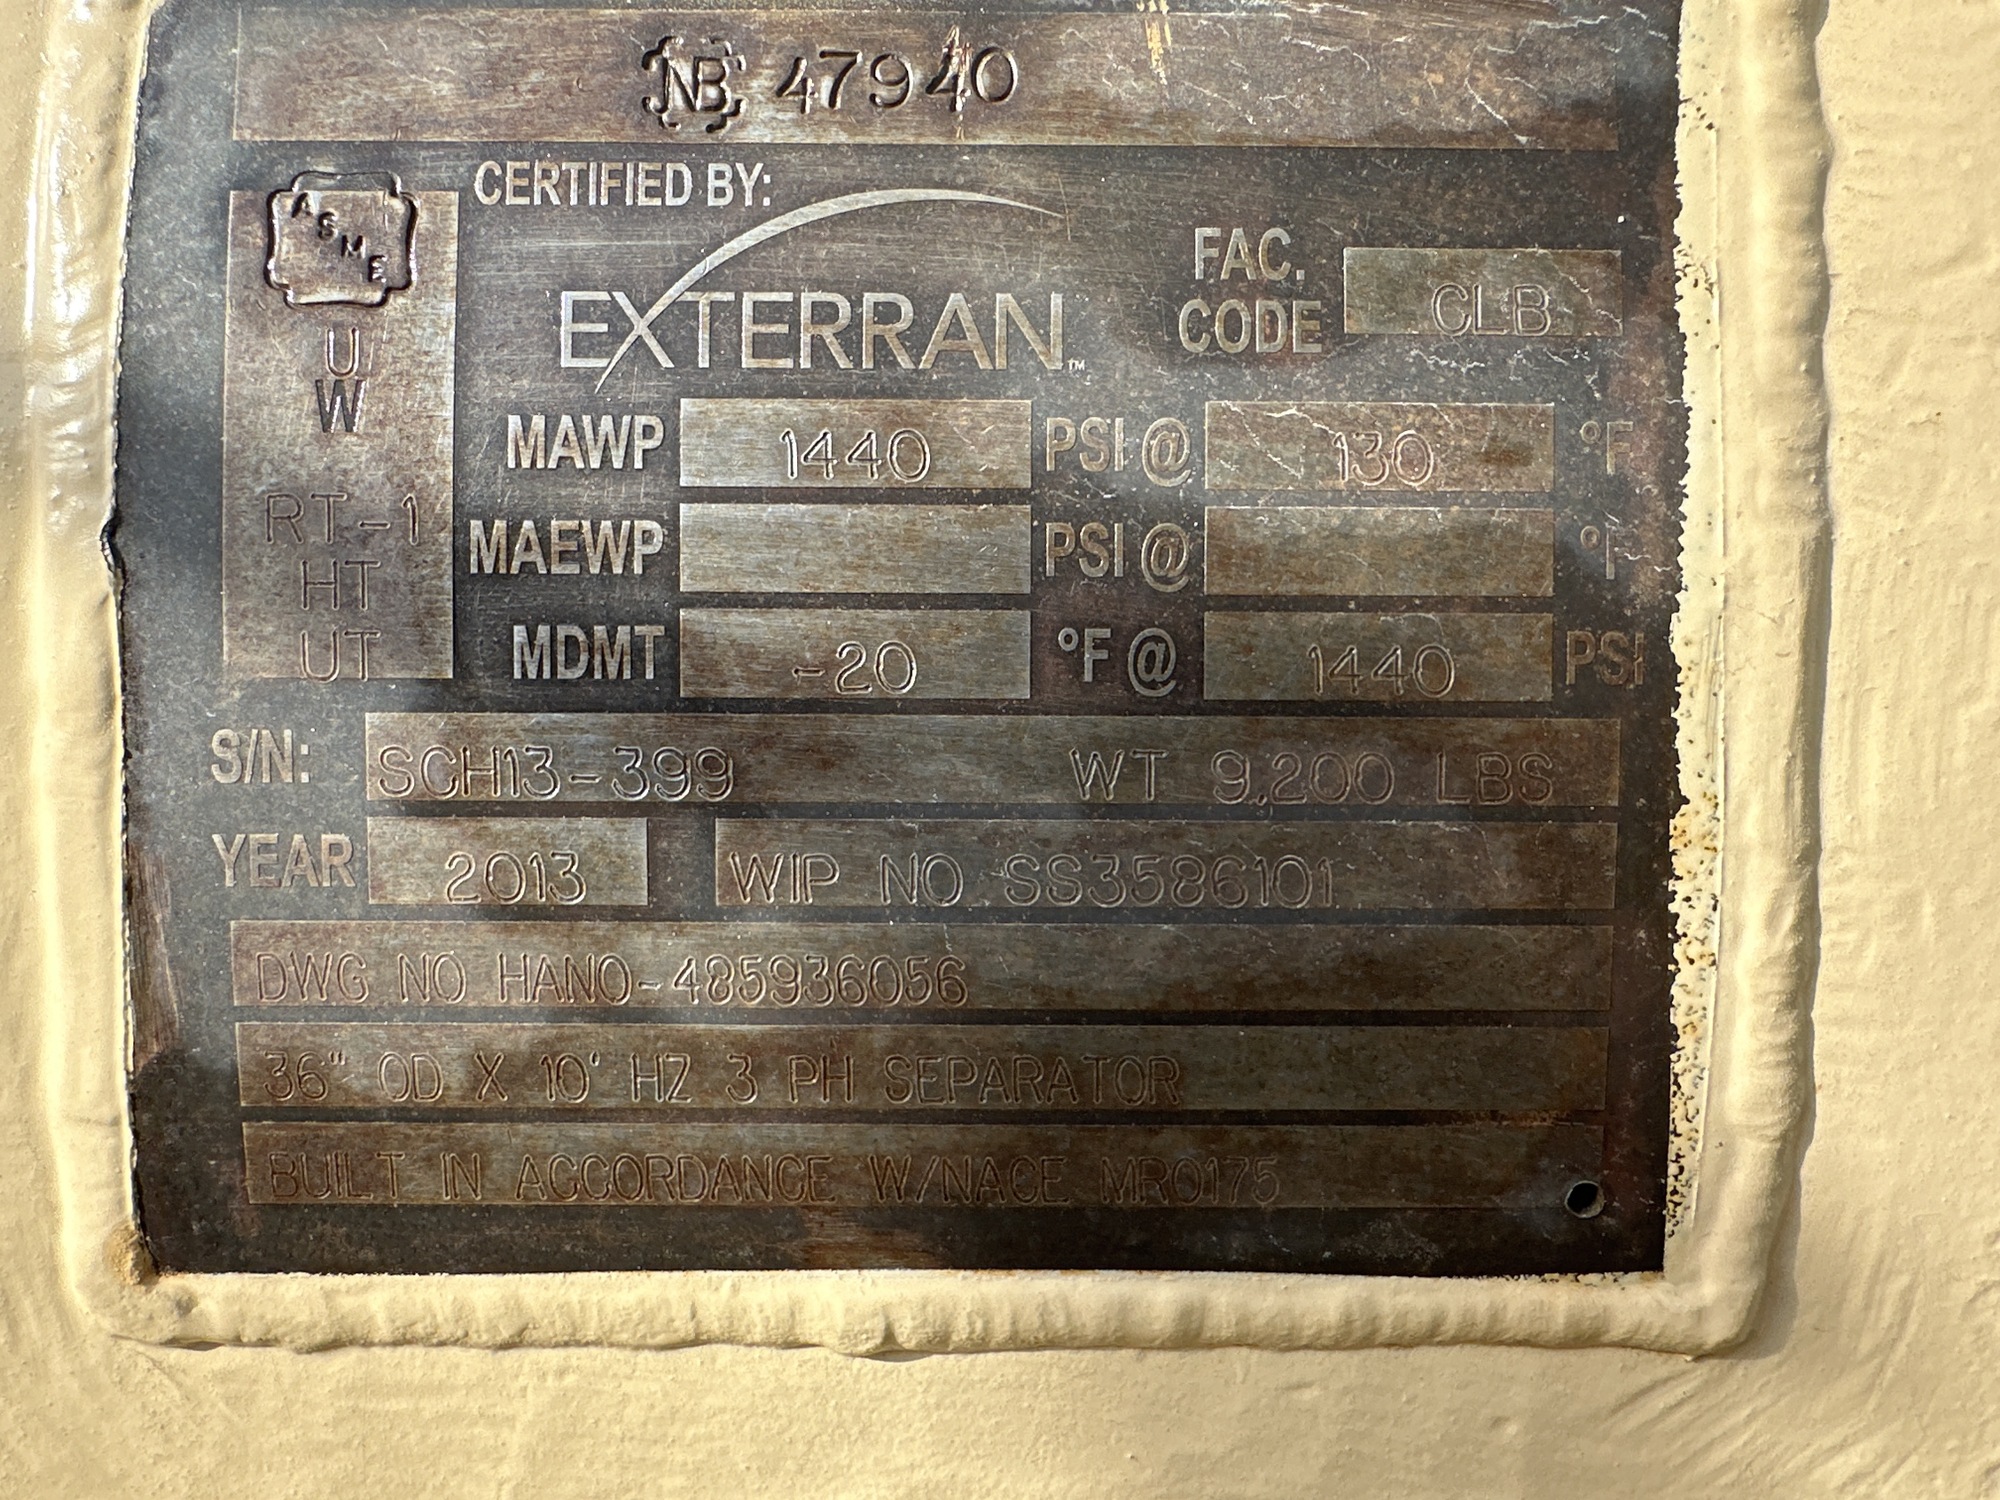 NB 47940
CERTIFIED BY:
ASME
EXTERRAN™
FAC. CODE CLB
U
W
MAWP 1440 PSI @ 130 °F
RT-1
MAEWP PSI @ °F
HT
MDMT -20 °F @ 1440 PSI
UT
S/N: SCH13-399 WT 9,200 LBS
YEAR 2013 WIP NO SS3586101
DWG NO HANO-485936056
36" OD X 10' HZ 3 PH SEPARATOR
BUILT IN ACCORDANCE W/NACE MR0175